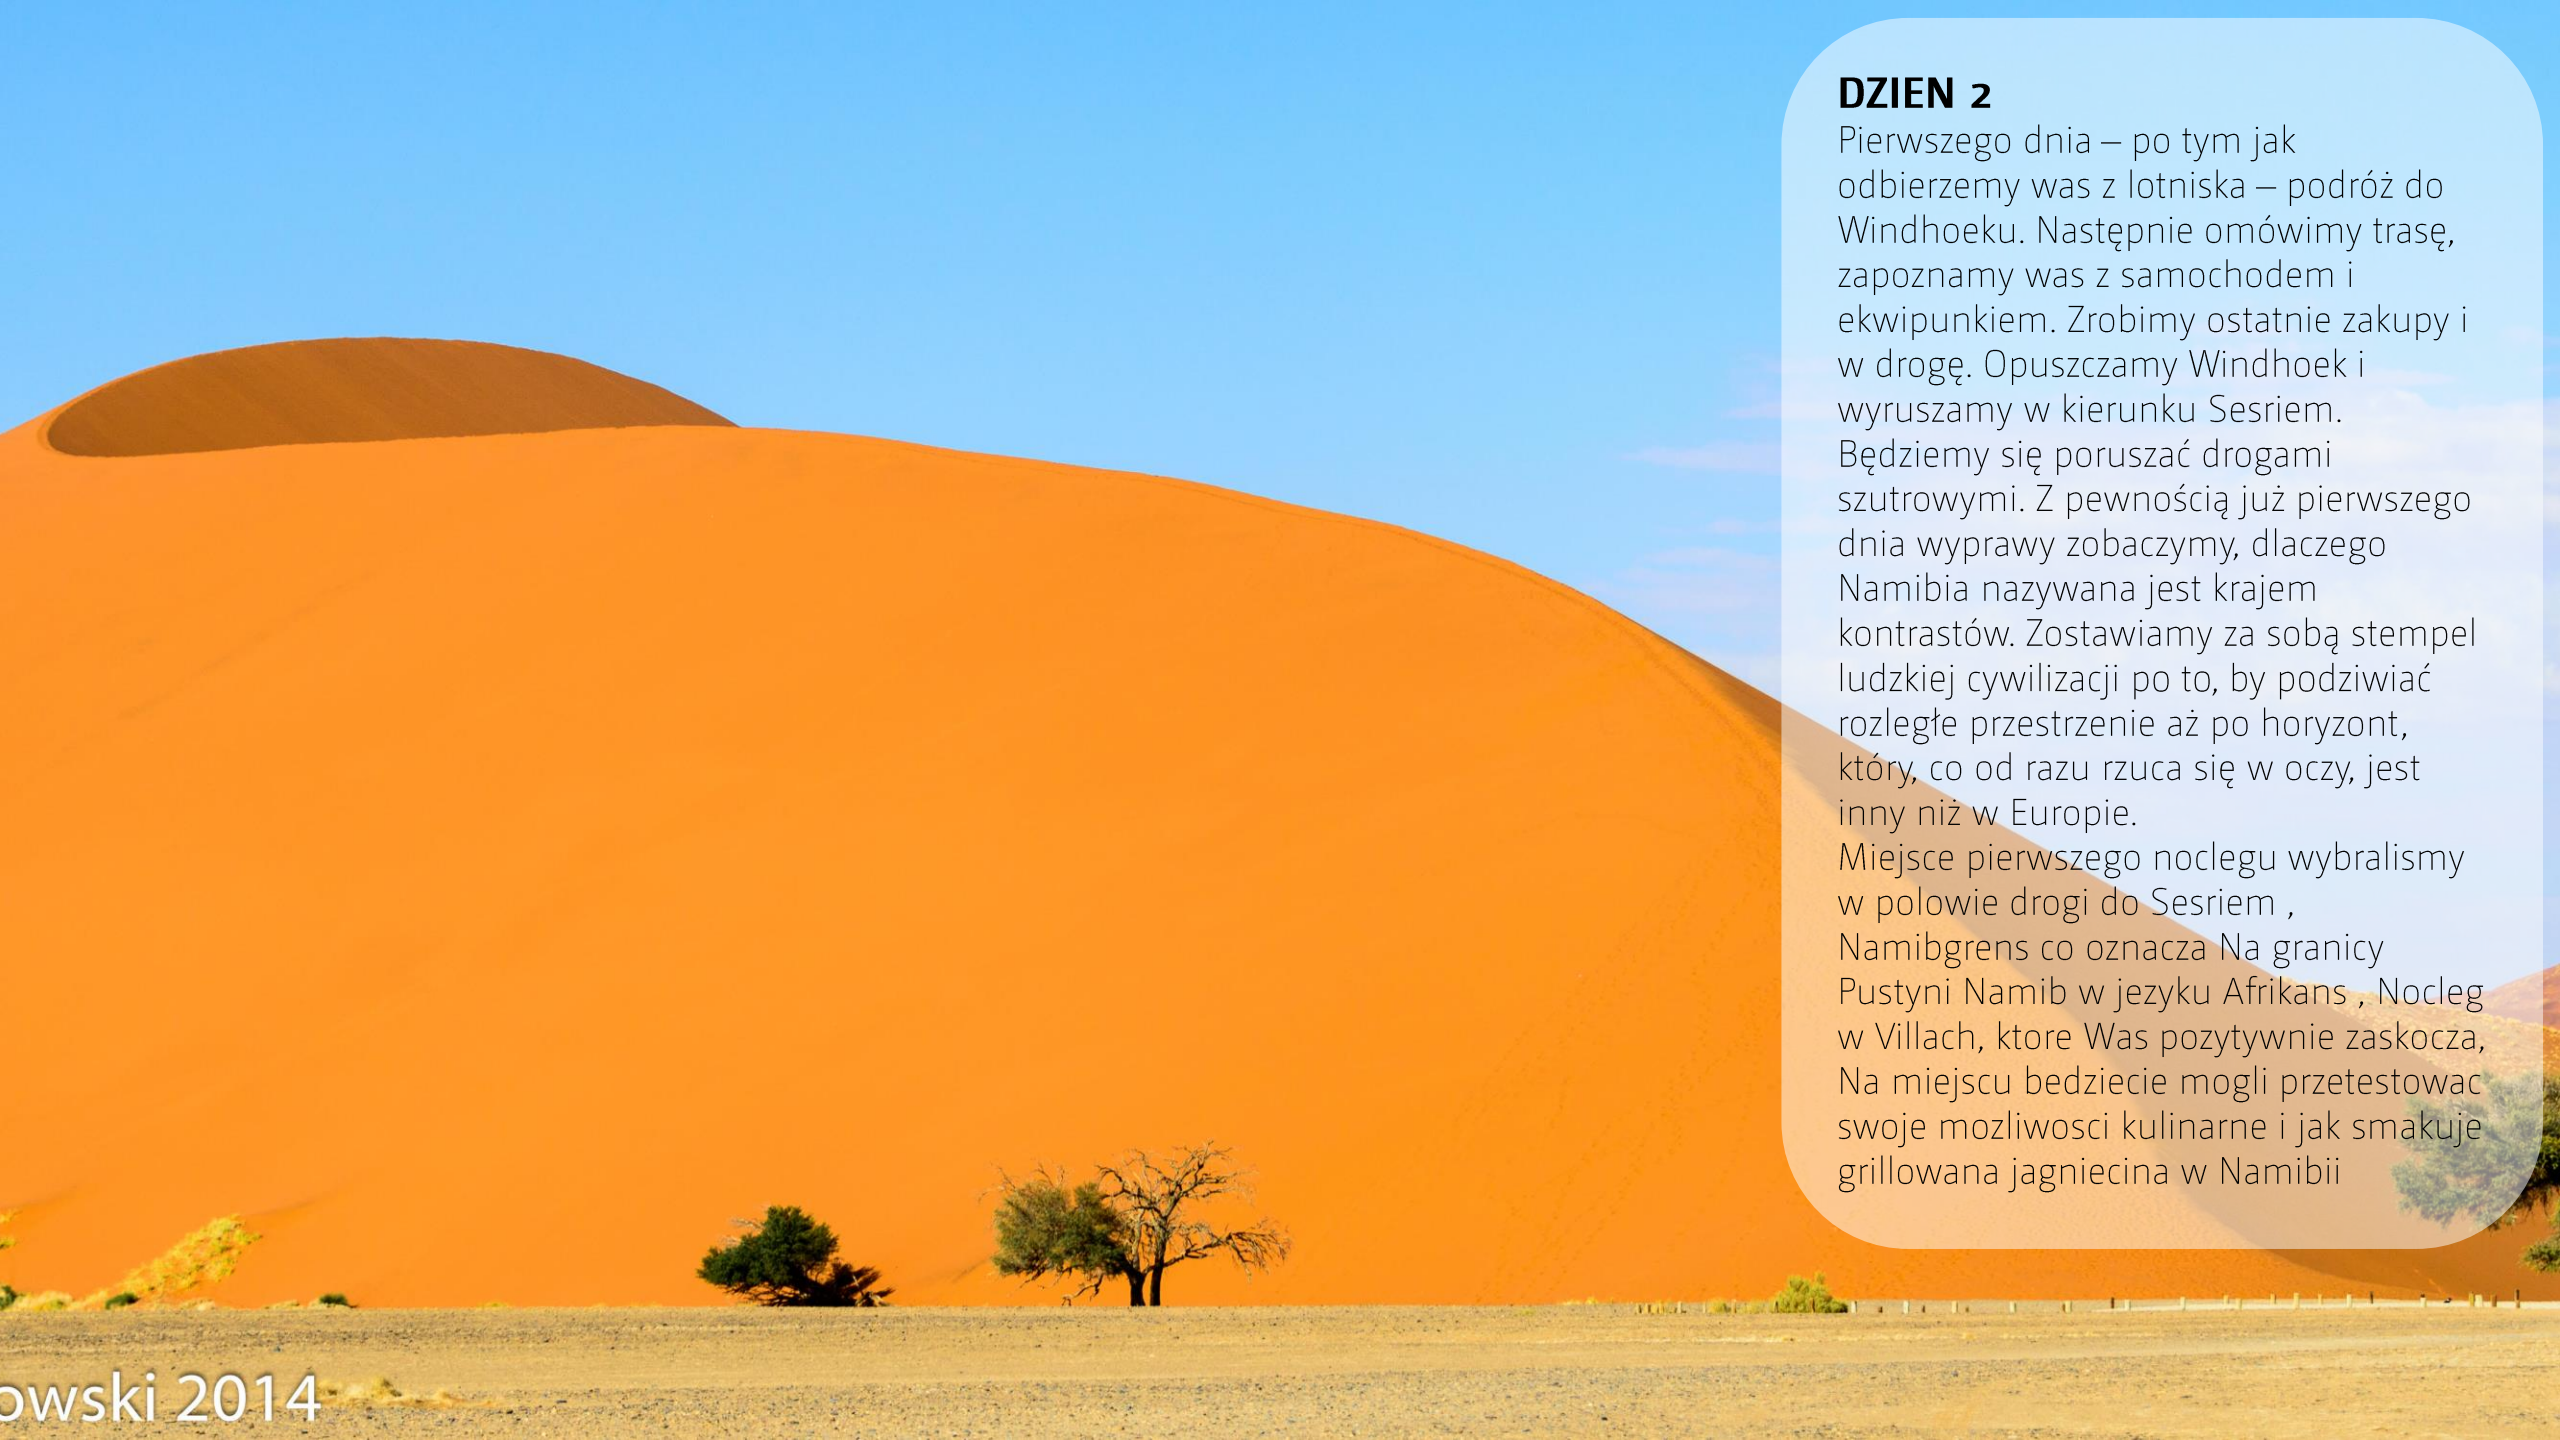 DZIEN 2
Pierwszego dnia – po tym jak
odbierzemy was z lotniska – podróż do
Windhoeku. Następnie omówimy trasę,
zapoznamy was z samochodem i
ekwipunkiem. Zrobimy ostatnie zakupy i
w drogę. Opuszczamy Windhoek i
wyruszamy w kierunku Sesriem.
Będziemy się poruszać drogami
szutrowymi. Z pewnością już pierwszego
dnia wyprawy zobaczymy, dlaczego
Namibia nazywana jest krajem
kontrastów. Zostawiamy za sobą stempel
ludzkiej cywilizacji po to, by podziwiać
rozległe przestrzenie aż po horyzont,
który, co od razu rzuca się w oczy, jest
inny niż w Europie.
Miejsce pierwszego noclegu wybralismy
w polowie drogi do Sesriem ,
Namibgrens co oznacza Na granicy
Pustyni Namib w jezyku Afrikans , Nocleg
w Villach, ktore Was pozytywnie zaskocza,
Na miejscu bedziecie mogli przetestowac
swoje mozliwosci kulinarne i jak smakuje
grillowana jagniecina w Namibii
owski 2014